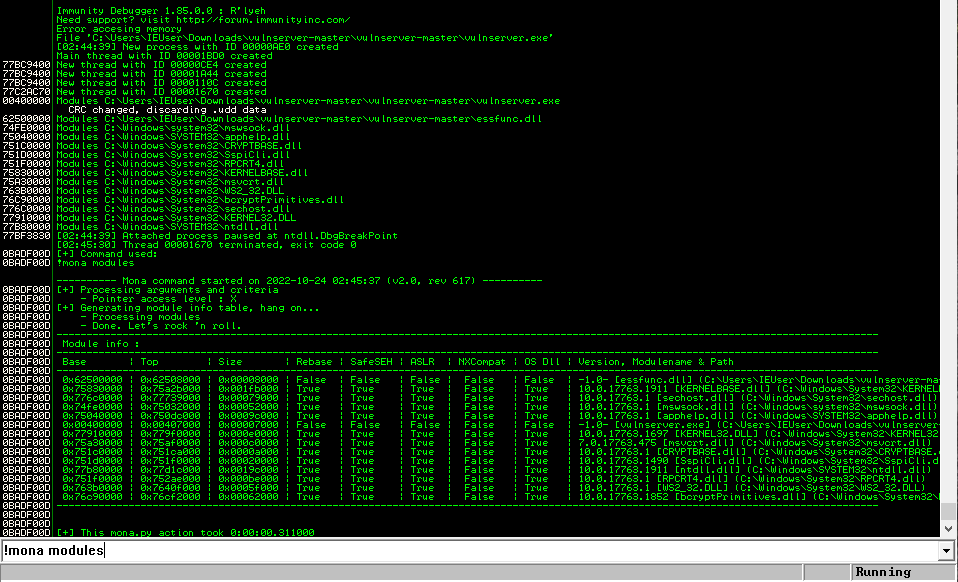 Immunity Debugger 1.85.0.0 : R'lyeh
Need support? visit http://forum.immunityinc.com/
Error accesing memory
File 'C:\Users\IEUser\Downloads\vulnserver-master\vulnserver.exe'
[02:44:39] New process with ID 00000AE0 created
Main thread with ID 00001BD0 created
77BC9400 New thread with ID 00000CE4 created
77BC9400 New thread with ID 00001A44 created
77BC9400 New thread with ID 0000110C created
77C2AC70 New thread with ID 00001670 created
00400000 Modules C:\Users\IEUser\Downloads\vulnserver-master\vulnserver-master\vulnserver.exe
CRC changed, discarding .udd data
62500000 Modules C:\Users\IEUser\Downloads\vulnserver-master\vulnserver-master\essfunc.dll
74FE0000 Modules C:\Windows\system32\mswsock.dll
75040000 Modules C:\Windows\SYSTEM32\apphelp.dll
751C0000 Modules C:\Windows\System32\CRYPTBASE.dll
751D0000 Modules C:\Windows\System32\SspiCli.dll
751F0000 Modules C:\Windows\System32\RPCRT4.dll
75830000 Modules C:\Windows\System32\KERNELBASE.dll
75A30000 Modules C:\Windows\System32\msvcrt.dll
763B0000 Modules C:\Windows\System32\WS2_32.DLL
76C90000 Modules C:\Windows\System32\bcryptPrimitives.dll
776C0000 Modules C:\Windows\System32\sechost.dll
77910000 Modules C:\Windows\System32\KERNEL32.DLL
77B80000 Modules C:\Windows\SYSTEM32\ntdll.dll
77BF3830 [02:44:39] Attached process paused at ntdll.DbgBreakPoint
[02:45:30] Thread 00001670 terminated, exit code 0
0BADF00D [+] Command used:
0BADF00D !mona modules
---------- Mona command started on 2022-10-24 02:45:37 (v2.0, rev 617) ----------
0BADF00D [+] Processing arguments and criteria
0BADF00D - Pointer access level : X
0BADF00D [+] Generating module info table, hang on...
0BADF00D - Processing modules
0BADF00D - Done. Let's rock 'n roll.
0BADF00D
0BADF00D Module info :
0BADF00D
0BADF00D Base | Top | Size | Rebase | SafeSEH | ASLR | NXCompat | OS Dll | Version, Modulename & Path
0BADF00D
0BADF00D 0x62500000 | 0x62508000 | 0x00008000 | False | False | False | False | False | -1.0- [essfunc.dll] (C:\Users\IEUser\Downloads\vulnserver-ma
0BADF00D 0x75830000 | 0x75a2b000 | 0x001fb000 | True | True | True | False | True | 10.0.17763.1911 [KERNELBASE.dll] (C:\Windows\System32\KERNEL
0BADF00D 0x776c0000 | 0x77739000 | 0x00079000 | True | True | True | False | True | 10.0.17763.1 [sechost.dll] (C:\Windows\System32\sechost.dll)
0BADF00D 0x74fe0000 | 0x75032000 | 0x00052000 | True | True | True | False | True | 10.0.17763.1 [mswsock.dll] (C:\Windows\system32\mswsock.dll)
0BADF00D 0x75040000 | 0x750dc000 | 0x0009c000 | True | True | True | False | True | 10.0.17763.1 [apphelp.dll] (C:\Windows\SYSTEM32\apphelp.dll)
0BADF00D 0x00400000 | 0x00407000 | 0x00007000 | False | False | False | False | False | -1.0- [vulnserver.exe] (C:\Users\IEUser\Downloads\vulnserver
0BADF00D 0x77910000 | 0x779f0000 | 0x000e0000 | True | True | True | False | True | 10.0.17763.1697 [KERNEL32.DLL] (C:\Windows\System32\KERNEL32
0BADF00D 0x75a30000 | 0x75af0000 | 0x000c0000 | True | True | True | False | True | 7.0.17763.475 [msvcrt.dll] (C:\Windows\System32\msvcrt.dll)
0BADF00D 0x751c0000 | 0x751ca000 | 0x0000a000 | True | True | True | False | True | 10.0.17763.1 [CRYPTBASE.dll] (C:\Windows\System32\CRYPTBASE.
0BADF00D 0x751d0000 | 0x751f0000 | 0x00020000 | True | True | True | False | True | 10.0.17763.1490 [SspiCli.dll] (C:\Windows\System32\SspiCli.d
0BADF00D 0x77b80000 | 0x77d1c000 | 0x0019c000 | True | True | True | False | True | 10.0.17763.1911 [ntdll.dll] (C:\Windows\SYSTEM32\ntdll.dll)
0BADF00D 0x751f0000 | 0x752ae000 | 0x000be000 | True | True | True | False | True | 10.0.17763.1 [RPCRT4.dll] (C:\Windows\System32\RPCRT4.dll)
0BADF00D 0x763b0000 | 0x7640f000 | 0x0005f000 | True | True | True | False | True | 10.0.17763.1 [WS2_32.DLL] (C:\Windows\System32\WS2_32.DLL)
0BADF00D 0x76c90000 | 0x76cf2000 | 0x00062000 | True | True | True | False | True | 10.0.17763.1852 [bcryptPrimitives.dll] (C:\Windows\System32\
0BADF00D
0BADF00D
0BADF00D
0BADF00D [+] This mona.py action took 0:00:00.311000
!mona modules
Running